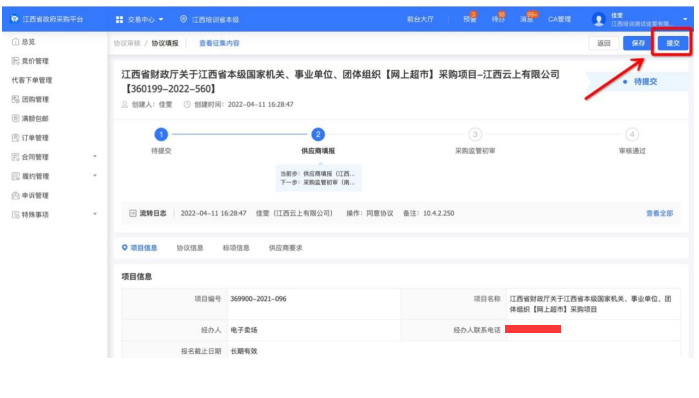 江西省政府采购平台
交易中心
江西培训省本级
前台大厅
预警
待办
消息
99+
CA管理
佳雯
总览
协议审核 / 协议填报
查看征集内容
返回
保存
提交
竞价管理
代客下单管理
团购管理
满额包邮
订单管理
合同管理
履约管理
申诉管理
特殊事项
江西省财政厅关于江西省本级国家机关、事业单位、团体组织【网上超市】采购项目-江西云上有限公司
【360199-2022-560】
待提交
创建人: 佳雯
创建时间: 2022-04-11 16:28:47
1
2
3
4
待提交
供应商填报
采购监管初审
审核通过
当前步: 供应商填报（江西...
下一步: 采购监管初审（南...
流转日志
2022-04-11 16:28:47 佳雯（江西云上有限公司） 操作: 同意协议 备注: 10.4.2.250
查看全部
项目信息
协议信息
标项信息
供应商要求
项目信息
项目编号
369900-2021-096
项目名称
江西省财政厅关于江西省本级国家机关、事业单位、团
体组织【网上超市】采购项目
经办人
电子卖场
经办人联系电话
报名截止日期
长期有效